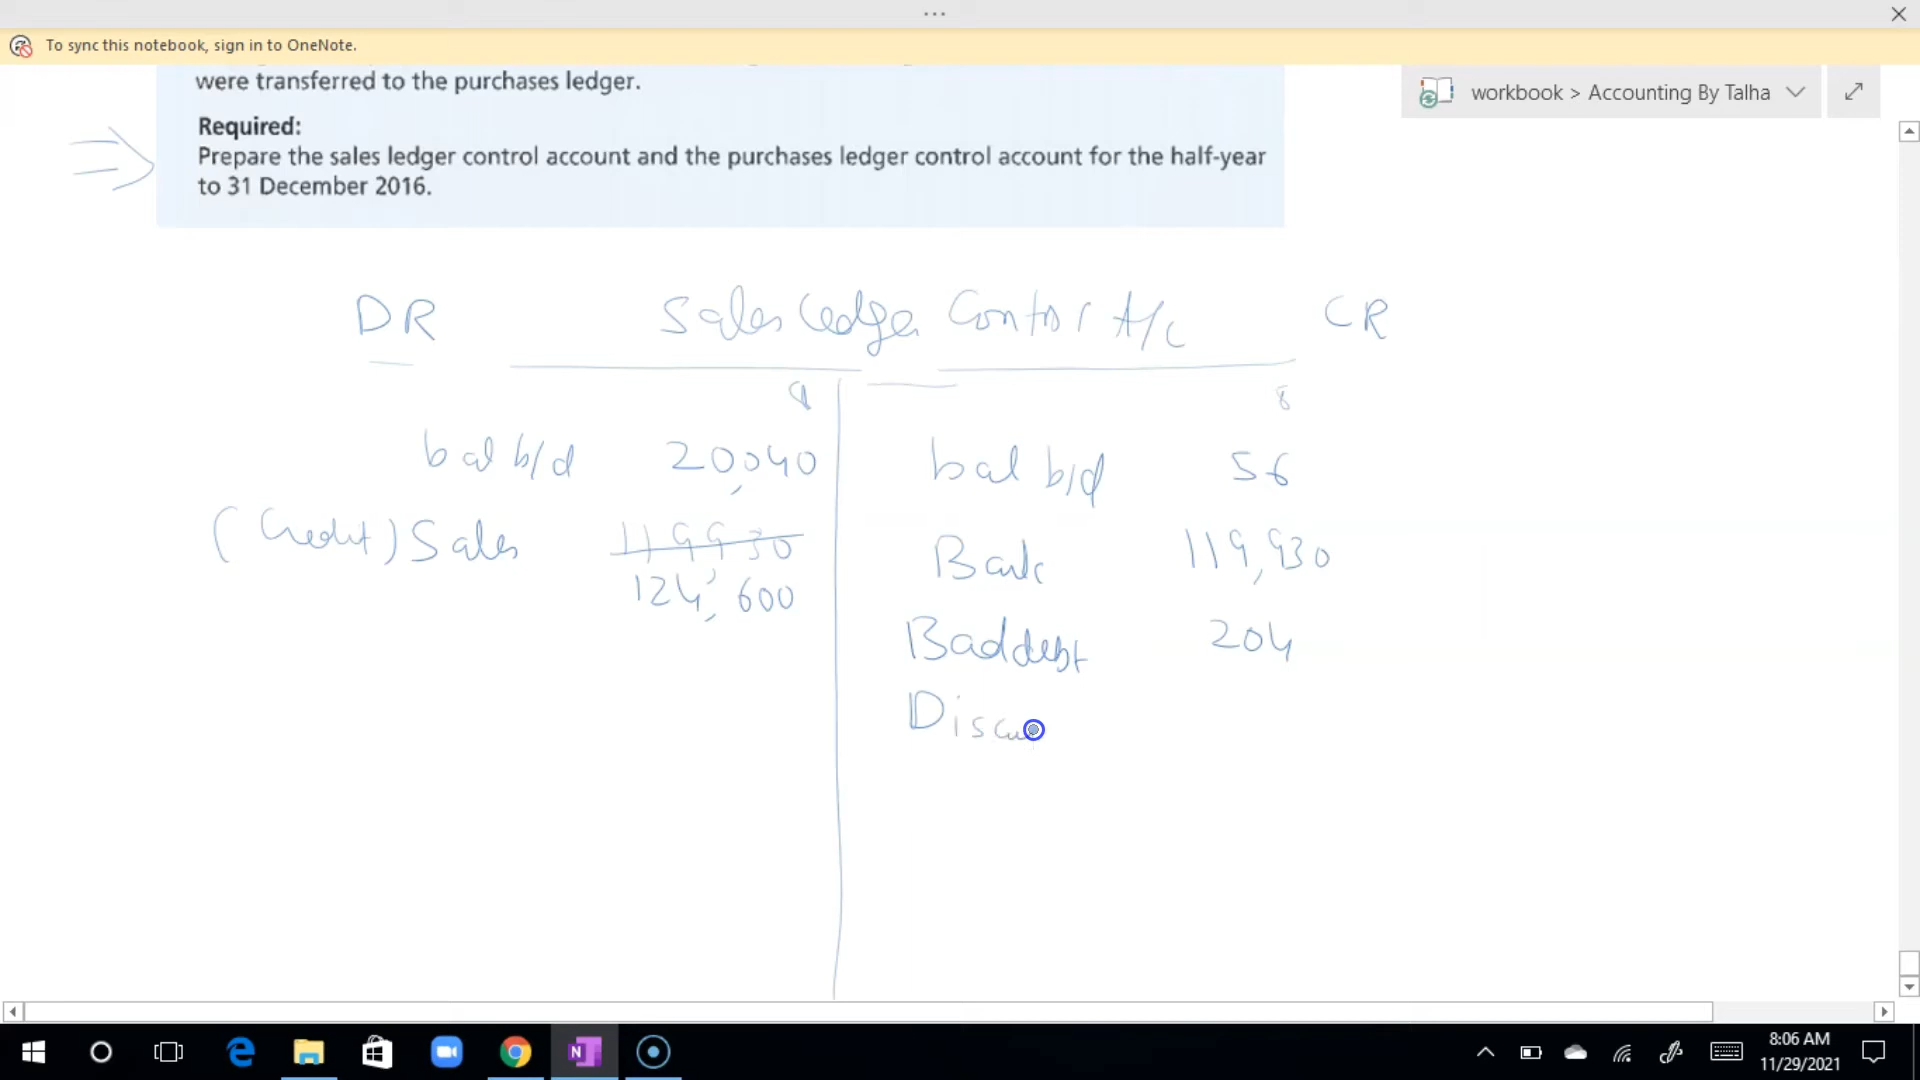 To sync this notebook, sign in to OneNote.
were transferred to the purchases ledger.
workbook > Accounting By Talha
Required:
Prepare the sales ledger control account and the purchases ledger control account for the half-year
to 31 December 2016.
DR Sales Ledger Control A/C CR
bal b/d 20,040 bal b/d 56
(Credit) Sales 119,930 Bank 119,930
124,600
Bad debt 204
Discou
8:06 AM
11/29/2021